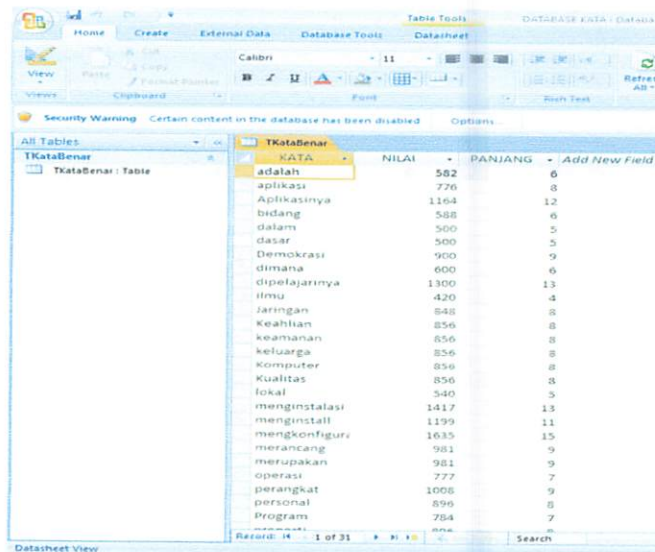 Table Tools DATABASE KATA : Databa
Home Create External Data Database Tools Datasheet
View Paste Cut Copy Format Painter Calibri 11 B I U A Refres All
Views Clipboard Font Rich Text
Security Warning Certain content in the database has been disabled Options...
All Tables TKataBenar
TKataBenar KATA NILAI PANJANG Add New Field
TKataBenar : Table adalah 582 6
aplikasi 776 8
Aplikasinya 1164 12
bidang 588 6
dalam 500 5
dasar 500 5
Demokrasi 900 9
dimana 600 6
dipelajarinya 1300 13
ilmu 420 4
Jaringan 848 8
Keahlian 856 8
keamanan 856 8
keluarga 856 8
Komputer 856 8
Kualitas 856 8
lokal 540 5
menginstalasi 1417 13
menginstall 1199 11
mengkonfigura 1635 15
merancang 981 9
merupakan 981 9
operasi 777 7
perangkat 1008 9
personal 896 8
Program 784 7
Record: 1 of 31 Search
Datasheet View